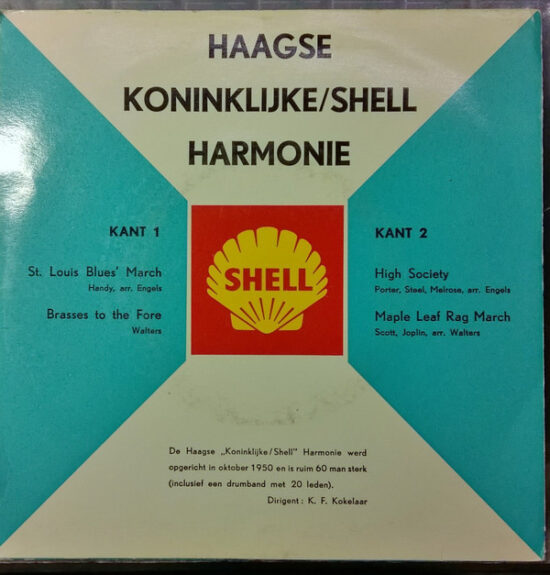 HAAGSE
KONINKLIJKE/SHELL
HARMONIE
KANT 1
St. Louis Blues' March
Handy, arr. Engels
Brasses to the Fore
Walters
SHELL
KANT 2
High Society
Porter, Steel, Melrose, arr. Engels
Maple Leaf Rag March
Scott, Joplin, arr. Walters
De Haagse „Koninklijke/Shell" Harmonie werd
opgericht in oktober 1950 en is ruim 60 man sterk
(inclusief een drumband met 20 leden).
Dirigent: K. F. Kokelaar